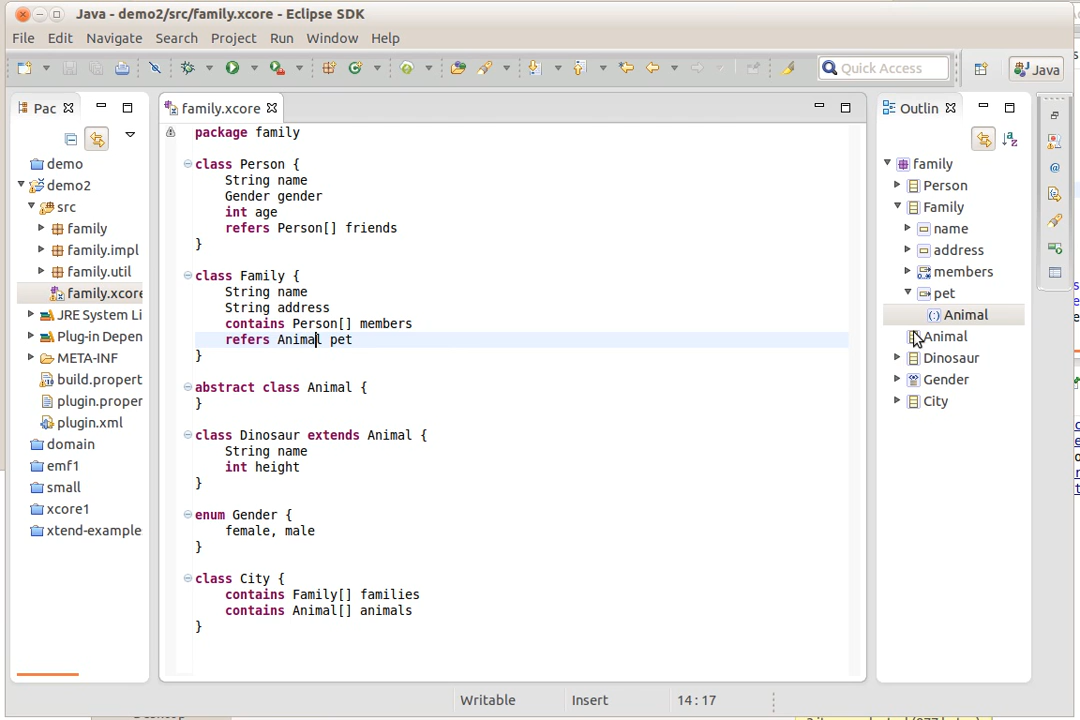 Java - demo2/src/family.xcore - Eclipse SDK
File Edit Navigate Search Run Project Window Help
Quick Access
Java
Pac
family.xcore
Outlin
demo
demo2
src
family
family.impl
family.util
family.xcore
JRE System Li
Plug-in Depen
META-INF
build.propert
plugin.proper
plugin.xml
domain
emf1
small
xcore1
xtend-example
package family
class Person {
String name
Gender gender
int age
refers Person[] friends
}
class Family {
String name
String address
contains Person[] members
refers Animal pet
}
abstract class Animal {
}
class Dinosaur extends Animal {
String name
int height
}
enum Gender {
female, male
}
class City {
contains Family[] families
contains Animal[] animals
}
family
Person
Family
name
address
members
pet
Animal
Animal
Dinosaur
Gender
City
Writable
Insert
14:17